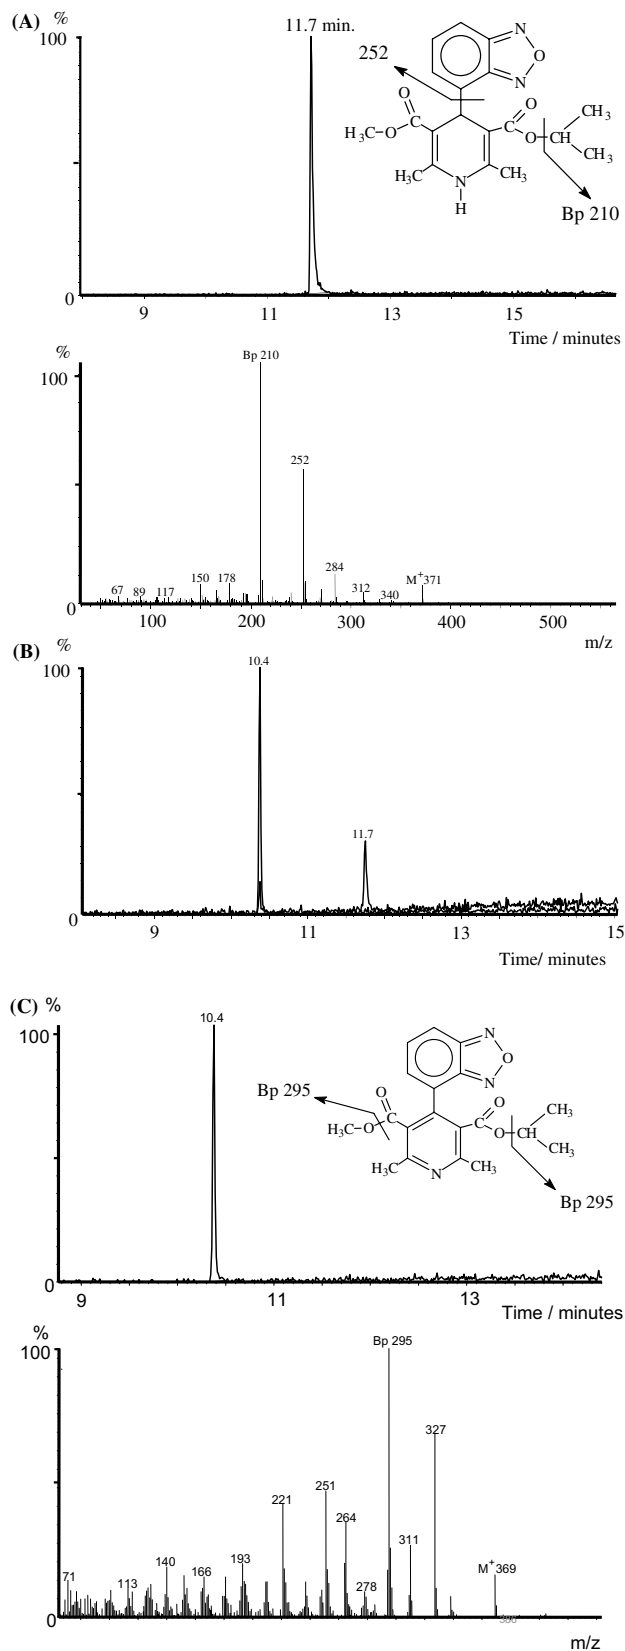 (A)
%
100
11.7 min.
252
N
O
N
O
C
H3C-O
O
C
O-CH
CH3
CH3
H3C
N
H
CH3
Bp 210
0
9
11
13
15
Time / minutes
%
100
Bp 210
252
67
89
117
150
178
284
312
340
M+371
0
100
200
300
400
500
m/z
(B)
100
10.4
11.7
0
9
11
13
15
Time/ minutes
(C) %
100
10.4
Bp 295
N
O
N
O
C
H3C-O
O
C
O-CH
CH3
CH3
H3C
N
CH3
Bp 295
0
9
11
13
Time / minutes
%
100
Bp 295
327
251
221
264
311
71
113
140
166
193
278
M+369
0
m/z